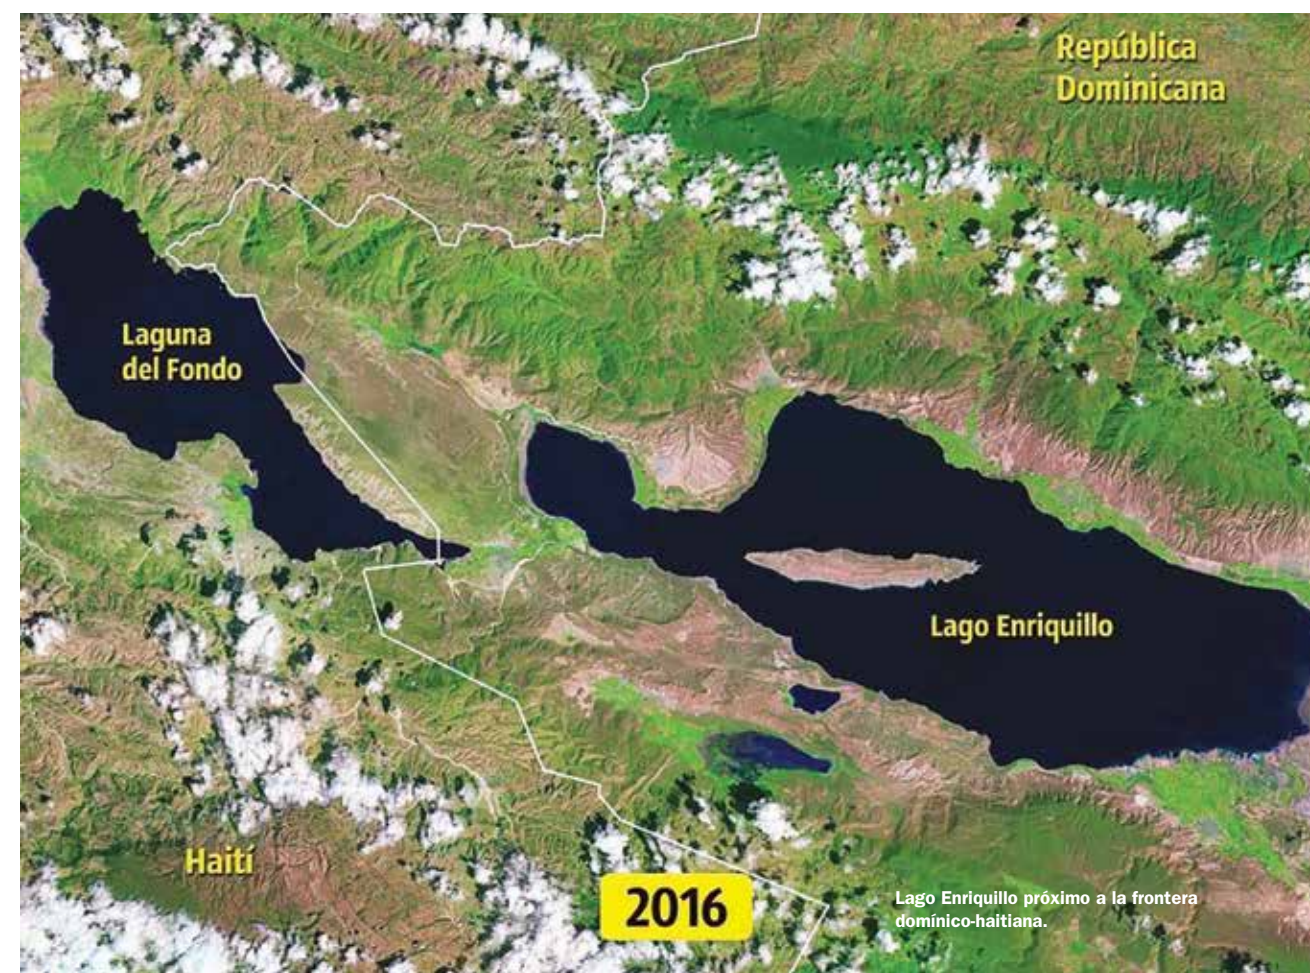 República
Dominicana
Laguna
del Fondo
Lago Enriquillo
Haití
2016
Lago Enriquillo próximo a la frontera
domínico-haitiana.